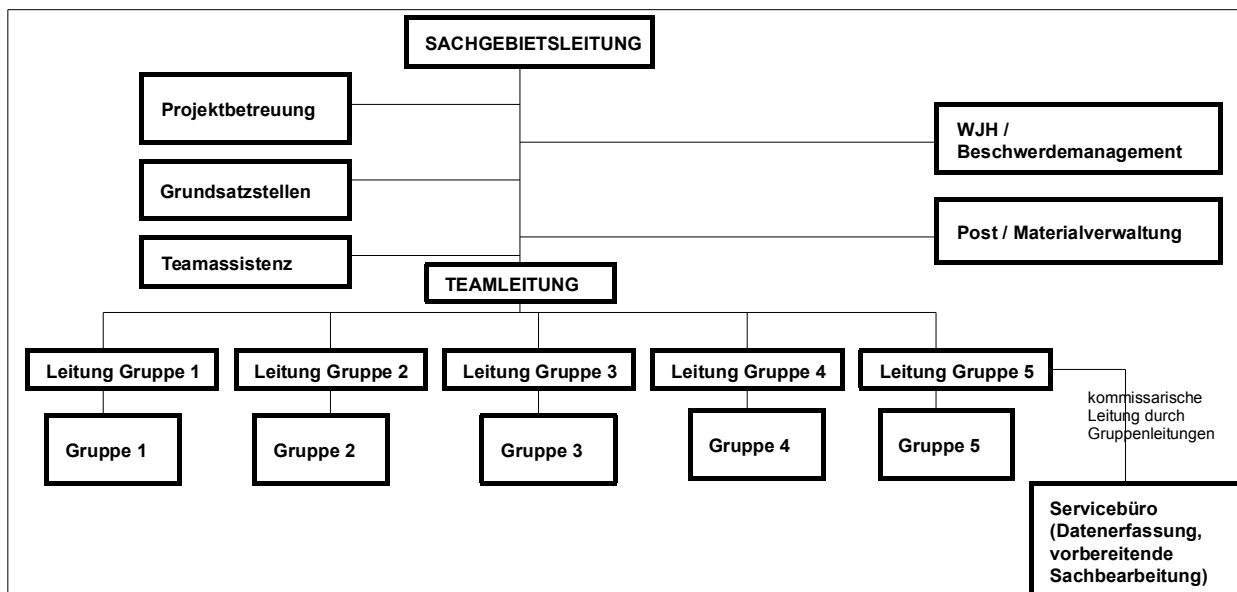 SACHGEBIETSLEITUNG
Projektbetreuung
WJH /
Beschwerdemanagement
Grundsatzstellen
Post / Materialverwaltung
Teamassistenz
TEAMLEITUNG
Leitung Gruppe 1
Leitung Gruppe 2
Leitung Gruppe 3
Leitung Gruppe 4
Leitung Gruppe 5
kommissarische
Leitung durch
Gruppenleitungen
Gruppe 1
Gruppe 2
Gruppe 3
Gruppe 4
Gruppe 5
Servicebüro
(Datenerfassung,
vorbereitende
Sachbearbeitung)